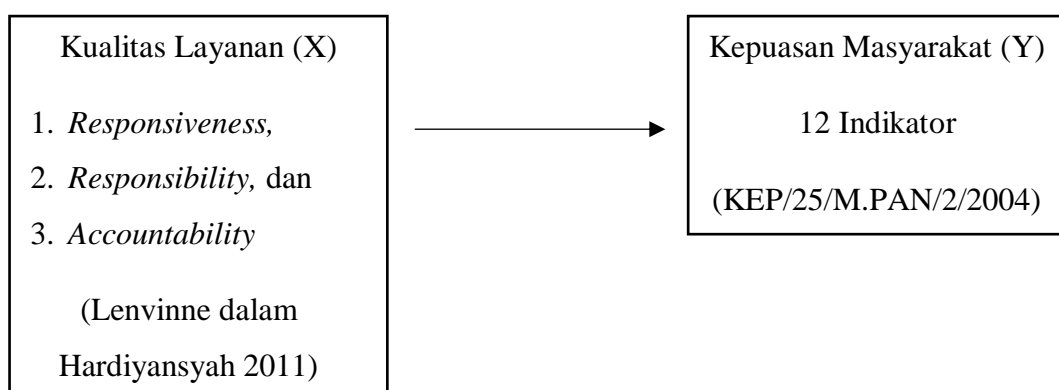 Kualitas Layanan (X)
1. Responsiveness,
2. Responsibility, dan
3. Accountability
(Lenvinne dalam
Hardiyansyah 2011)
Kepuasan Masyarakat (Y)
12 Indikator
(KEP/25/M.PAN/2/2004)